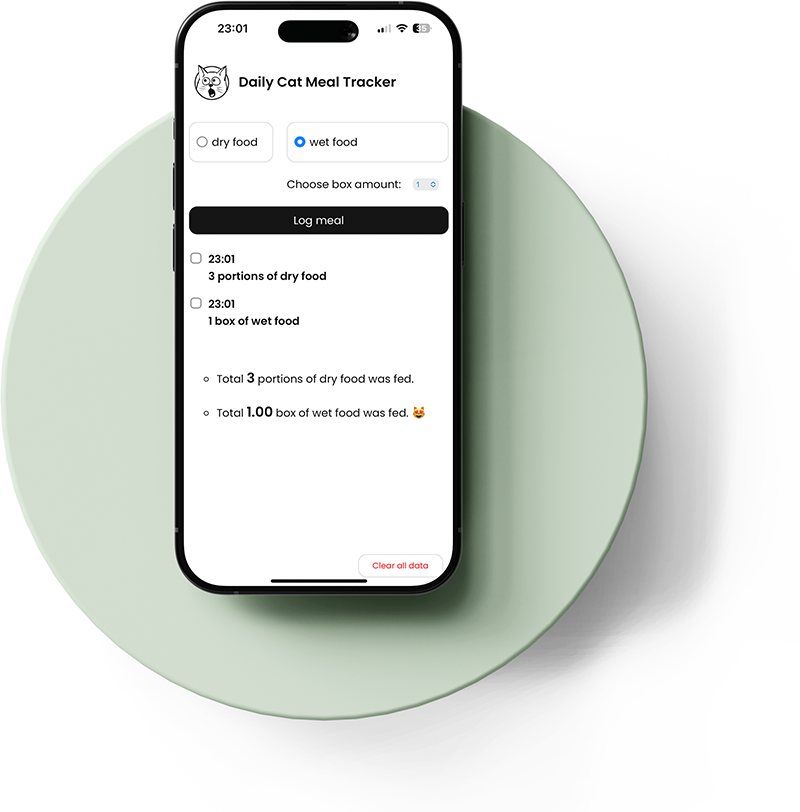 23:01
35
Daily Cat Meal Tracker
dry food
wet food
Choose box amount: 1
Log meal
23:01
3 portions of dry food
23:01
1 box of wet food
Total 3 portions of dry food was fed.
Total 1.00 box of wet food was fed. 😻
Clear all data